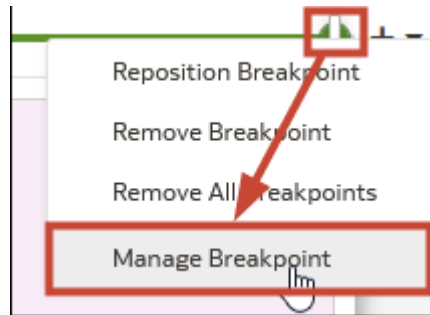 Reposition Breakpoint
Remove Breakpoint
Remove All Breakpoints
Manage Breakpoint